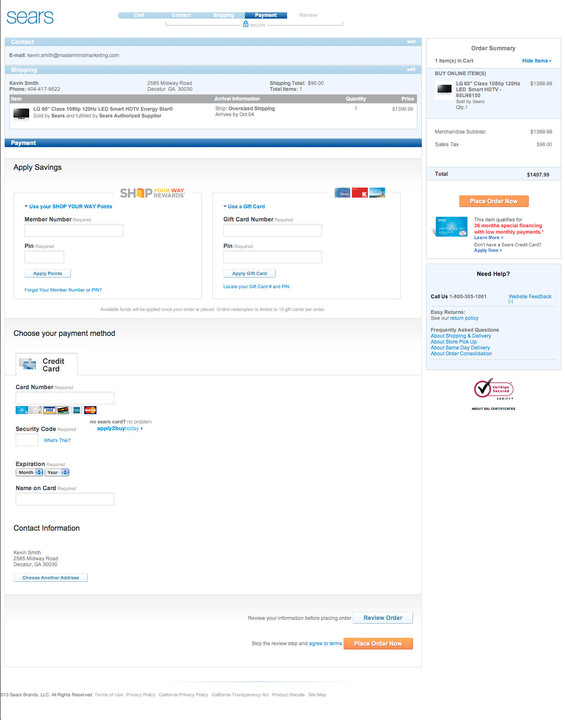 sears
Cart Contact Shipping Payment Review
SECURE
Contact edit
E-mail: kevin.smith@mastermindmarketing.com
Shipping edit
Kevin Smith
Phone: 404-417-9522
2585 Midway Road
Decatur GA 30030
Shipping Total: $90.00
Total Items: 1
Item Arrival Information Quantity Price
LG 60" Class 1080p 120Hz LED Smart HDTV Energy Star®
Sold by Sears and fulfilled by Sears Authorized Supplier
Ship: Oversized Shipping
Arrives by Oct 04
1
$1399.99
Payment
Apply Savings
SHOP YOUR WAY REWARDS
Use your SHOP YOUR WAY Points
Member Number Required
Pin Required
Apply Points
Forgot Your Member Number or PIN?
Use a Gift Card
Gift Card Number Required
Pin Required
Apply Gift Card
Locate your Gift Card # and PIN
Available funds will be applied once your order is placed. Online redemption is limited to 15 gift cards per order.
Choose your payment method
Credit
Card
Card Number Required
VISA
no sears card? no problem
apply2buytoday
Security Code Required
What's This?
Expiration Required
Month Year
Name on Card Required
Contact Information
Kevin Smith
2585 Midway Road
Decatur, GA 30030
Choose Another Address
Review your information before placing order Review Order
Skip the review step and agree to terms Place Order Now
Order Summary
1 Item(s) in Cart Hide Items
BUY ONLINE ITEM(S)
LG 60" Class 1080p 120Hz
LED Smart HDTV -
60LN6150
Sold by Sears
Qty:1
$1399.99
Merchandise Subtotal: $1399.99
Sales Tax $98.00
Total $1497.99
Place Order Now
This item qualifies for
36 months special financing
with low monthly payments.*
Learn More >
Don't have a Sears Credit Card?
Apply Now >
Need Help?
Call Us 1-800-305-1001
Website Feedback
[-]
Easy Returns:
See our return policy
Frequently Asked Questions
About Shipping & Delivery
About Store Pick Up
About Same Day Delivery
About Order Consolidation
VeriSign
Secured
VERIFY
ABOUT SSL CERTIFICATES
013 Sears Brands, LLC. All Rights Reserved Terms of Use Privacy Policy California Privacy Policy California Transparency Act Product Recalls Site Map